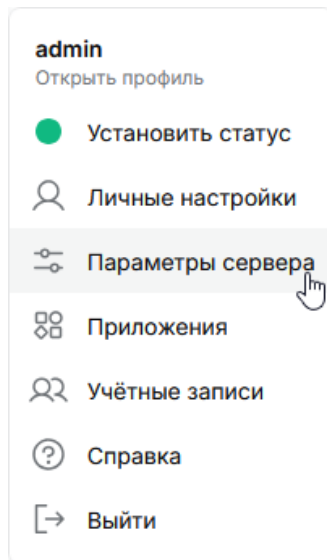 admin
Открыть профиль
Установить статус
Личные настройки
Параметры сервера
Приложения
Учётные записи
Справка
Выйти